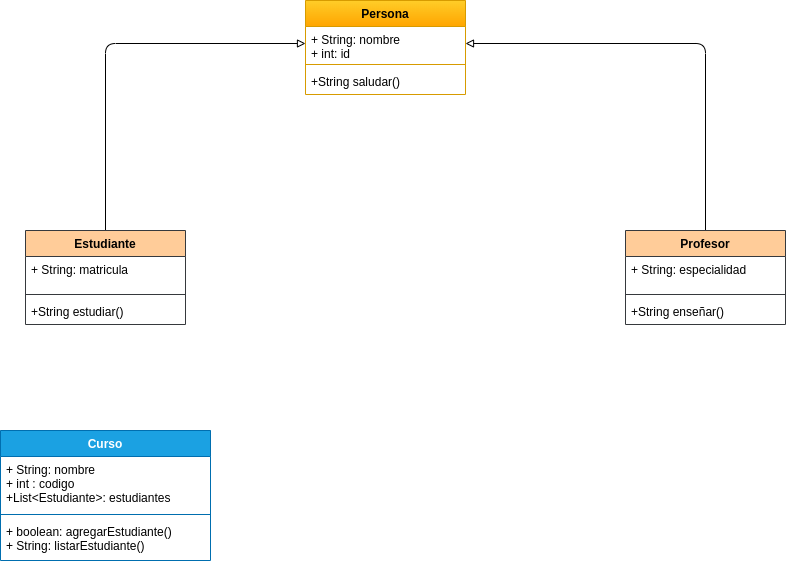 Persona
+ String: nombre
+ int: id
+String saludar()
Estudiante
+ String: matricula
+String estudiar()
Profesor
+ String: especialidad
+String enseñar()
Curso
+ String: nombre
+ int : codigo
+List<Estudiante>: estudiantes
+ boolean: agregarEstudiante()
+ String: listarEstudiante()